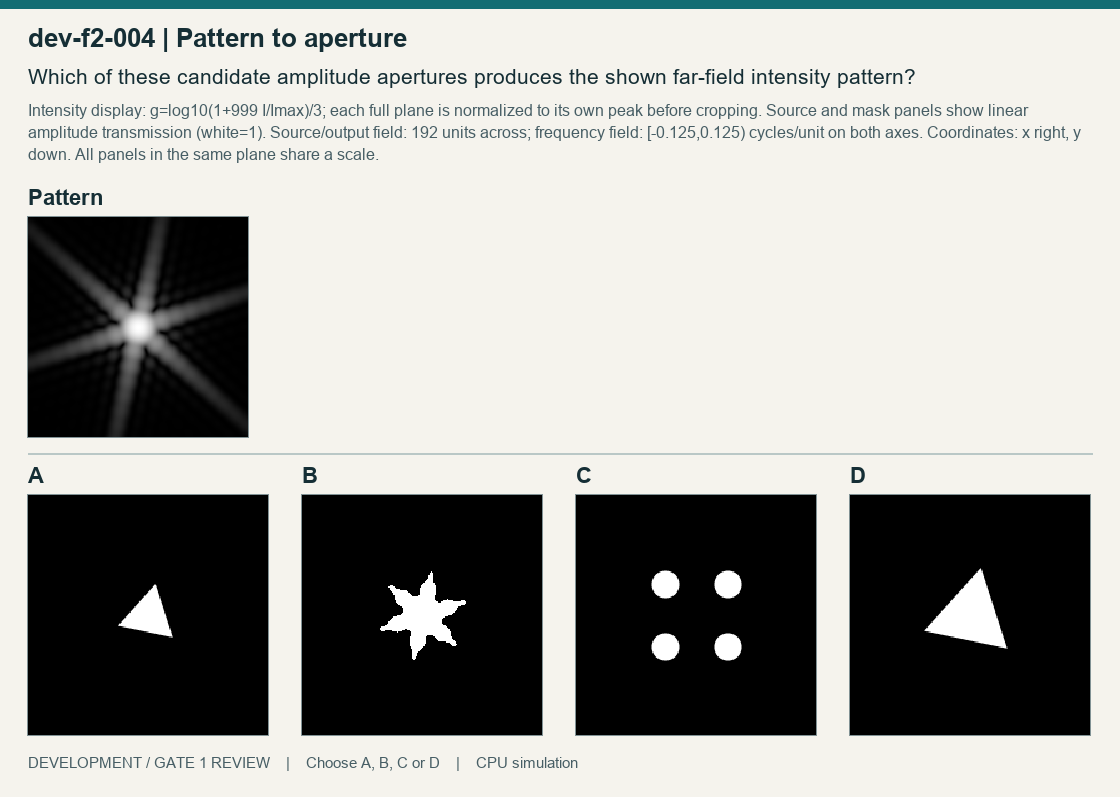 dev-f2-004 | Pattern to aperture
Which of these candidate amplitude apertures produces the shown far-field intensity pattern?
Intensity display: g=log10(1+999 I/Imax)/3; each full plane is normalized to its own peak before cropping. Source and mask panels show linear
amplitude transmission (white=1). Source/output field: 192 units across; frequency field: [-0.125,0.125) cycles/unit on both axes. Coordinates: x right, y
down. All panels in the same plane share a scale.
Pattern
A B C D
DEVELOPMENT / GATE 1 REVIEW | Choose A, B, C or D | CPU simulation